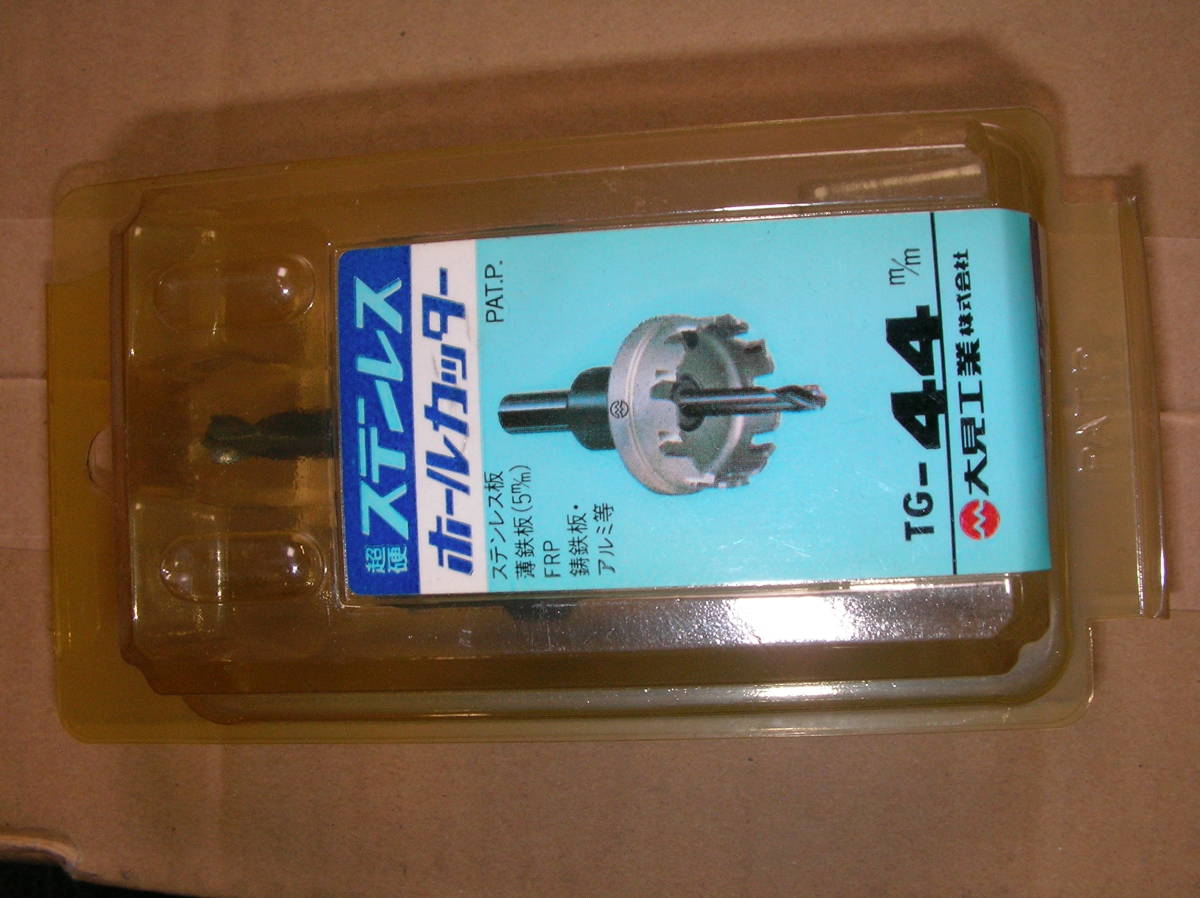 超硬
ステンレス
ホールカッター
PAT.P.
ステンレス板
薄鉄板(5m/m)
FRP
鋳鉄板・
アルミ等
TG-44 m/m
大見工業株式会社
PAT.P